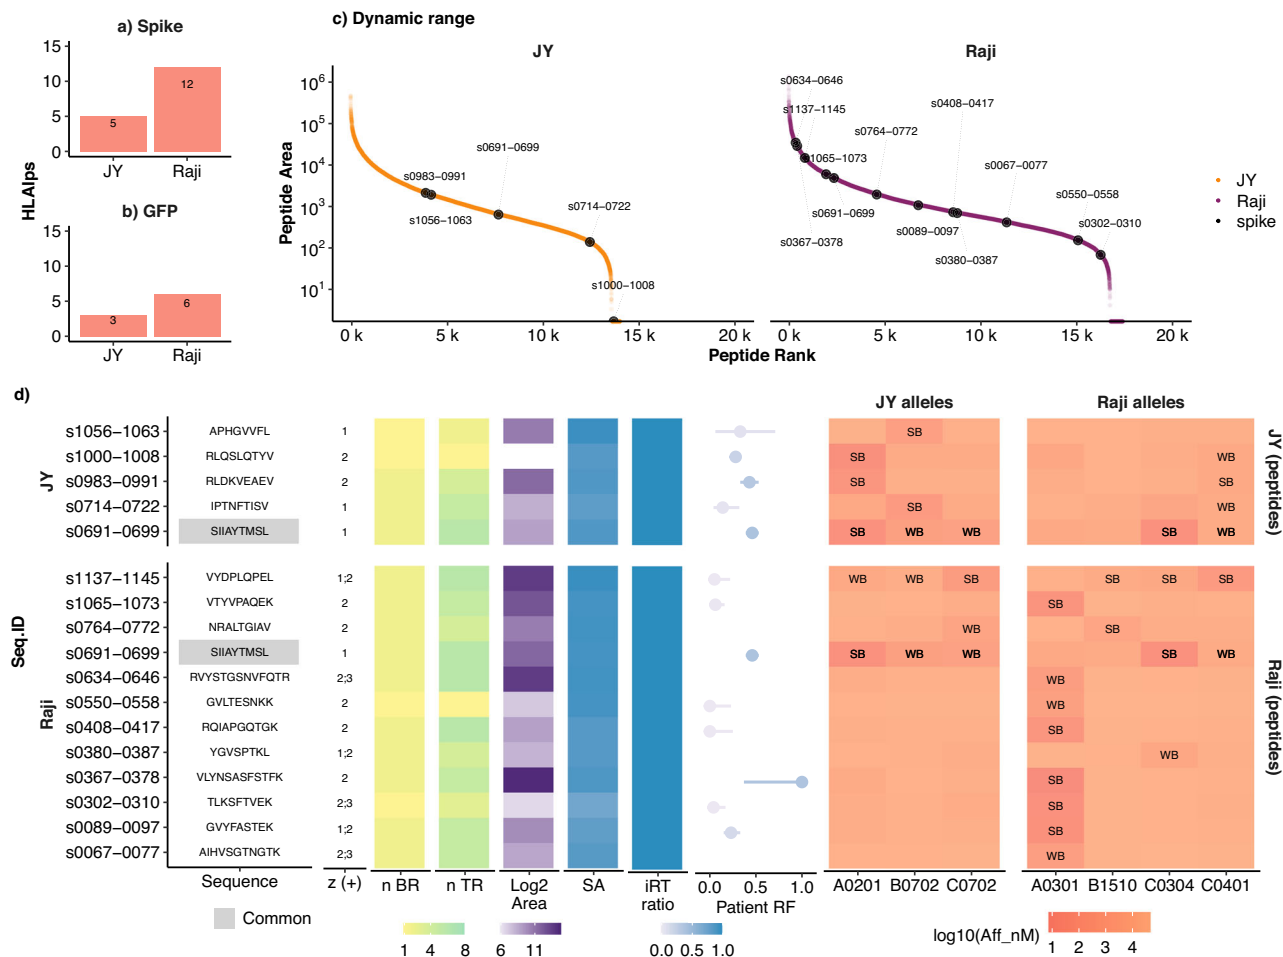 a) Spike
15
10
5
0
5
12
JY
Raji
HLAIps
b) GFP
15
10
5
0
3
6
JY
Raji
c) Dynamic range
JY
Raji
Peptide Area
10⁶
10⁵
10⁴
10³
10²
10¹
s0691−0699
s0983−0991
s1056−1063
s0714−0722
s1000−1008
0 k
5 k
10 k
15 k
20 k
s0634−0646
s1137−1145
s0408−0417
s0764−0772
s1065−1073
s0067−0077
s0550−0558
s0691−0699
s0302−0310
s0089−0097
s0367−0378
s0380−0387
0 k
5 k
10 k
15 k
20 k
Peptide Rank
JY
Raji
spike
d)
JY alleles
Raji alleles
Seq.ID
JY
s1056−1063 APHGVVFL 1 SB
s1000−1008 RLQSLQTYV 2 SB WB
s0983−0991 RLDKVEAEV 2 SB SB
s0714−0722 IPTNFTISV 1 SB WB
s0691−0699 SIIAYTMSL 1 SB WB WB SB WB
JY (peptides)
Raji
s1137−1145 VYDPLQPEL 1;2 WB WB SB SB SB SB
s1065−1073 VTYVPAQEK 2 SB
s0764−0772 NRALTGIAV 2 WB SB
s0691−0699 SIIAYTMSL 1 SB WB WB SB WB
s0634−0646 RVYSTGSNVFQTR 2;3 WB
s0550−0558 GVLTESNKK 2 WB
s0408−0417 RQIAPGQTGK 2 SB
s0380−0387 YGVSPTKL 1;2 WB
s0367−0378 VLYNSASFSTFK 2 SB
s0302−0310 TLKSFTVEK 2;3 SB
s0089−0097 GVYFASTEK 1;2 SB
s0067−0077 AIHVSGTNGTK 2;3 WB
Raji (peptides)
Sequence
z (+)
n BR
n TR
Log2
Area
SA
iRT
ratio
0.0 0.5 1.0
Patient RF
A0201 B0702 C0702
A0301 B1510 C0304 C0401
Common
1 4 8
6 11
0.0 0.5 1.0
log10(Aff_nM)
1 2 3 4